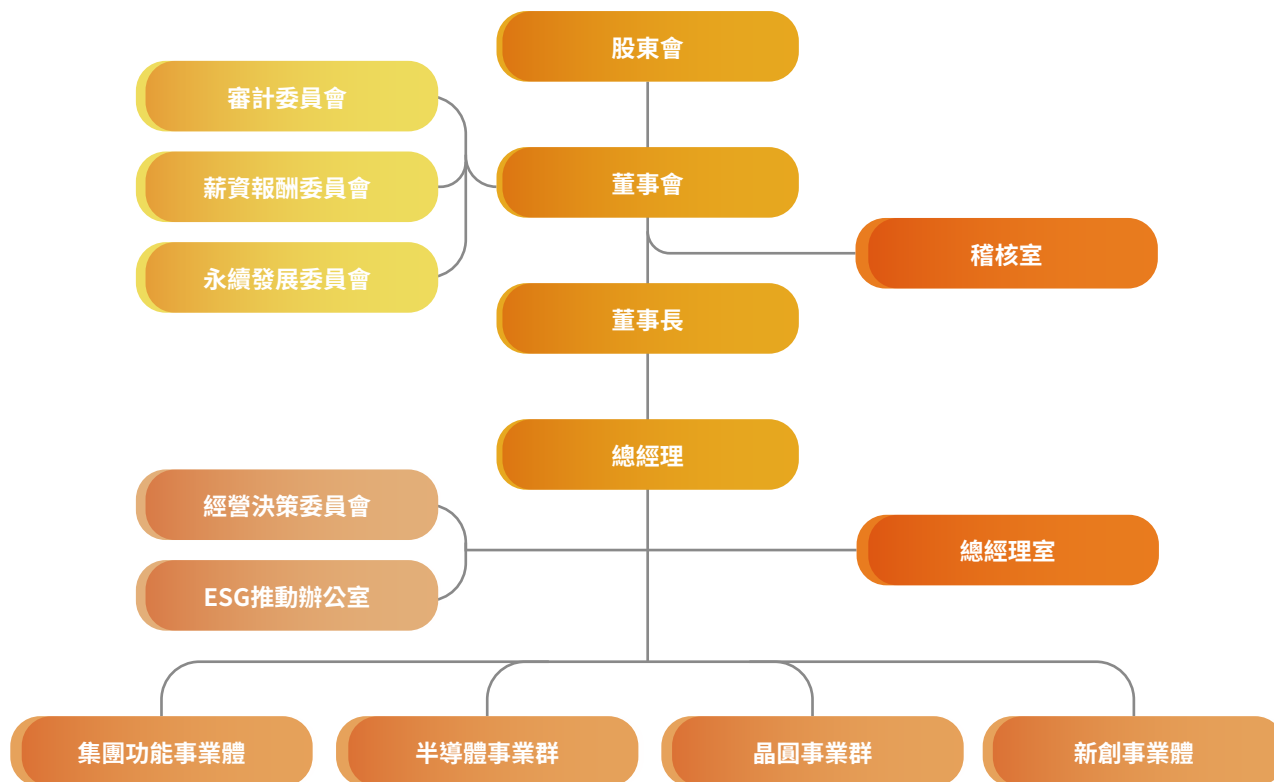 股東會
審計委員會
薪資報酬委員會
董事會
永續發展委員會
稽核室
董事長
總經理
經營決策委員會
總經理室
ESG推動辦公室
集團功能事業體
半導體事業群
晶圓事業群
新創事業體